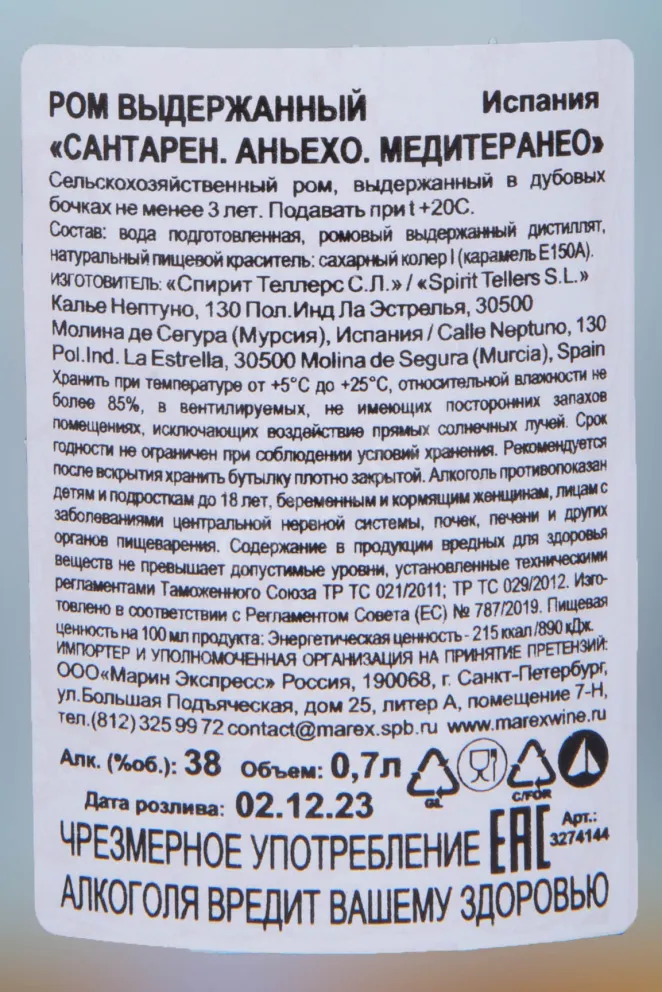 РОМ ВЫДЕРЖАННЫЙ Испания
«САНТАРЕН. АНЬЕХО. МЕДИТЕРАНЕО»
Сельскохозяйственный ром, выдержанный в дубовых
бочках не менее 3 лет. Подавать при t +20С.
Состав: вода подготовленная, ромовый выдержанный дистиллят,
натуральный пищевой краситель: сахарный колер I (карамель Е150А).
ИЗГОТОВИТЕЛЬ: «Спирит Теллерс С.Л.» / «Spirit Tellers S.L.»
Калье Нептуно, 130 Пол.Инд Ла Эстрелья, 30500
Молина де Сегура (Мурсия), Испания / Calle Neptuno, 130
Pol.Ind. La Estrella, 30500 Molina de Segura (Murcia), Spain
Хранить при температуре от +5°С до +25°С, относительной влажности не
более 85%, в вентилируемых, не имеющих посторонних запахов
помещениях, исключающих воздействие прямых солнечных лучей. Срок
годности не ограничен при соблюдении условий хранения. Рекомендуется
после вскрытия хранить бутылку плотно закрытой. Алкоголь противопоказан
детям и подросткам до 18 лет, беременным и кормящим женщинам, лицам с
заболеваниями центральной нервной системы, почек, печени и других
органов пищеварения. Содержание в продукции вредных для здоровья
веществ не превышает допустимые уровни, установленные техническими
регламентами Таможенного Союза ТР ТС 021/2011; ТР ТС 029/2012. Изго-
товлено в соответствии с Регламентом Совета (ЕС) № 787/2019. Пищевая
ценность на 100 мл продукта: Энергетическая ценность - 215 ккал/890 кДж.
ИМПОРТЕР И УПОЛНОМОЧЕННАЯ ОРГАНИЗАЦИЯ НА ПРИНЯТИЕ ПРЕТЕНЗИЙ:
ООО«Марин Экспресс» Россия, 190068, г. Санкт-Петербург,
ул.Большая Подъяческая, дом 25, литер А, помещение 7-Н,
тел.(812) 325 99 72 contact@marex.spb.ru www.marexwine.ru
Алк. (%об.): 38 Объем: 0,7л
GL C/FOR
Дата розлива: 02.12.23
ЧРЕЗМЕРНОЕ УПОТРЕБЛЕНИЕ EAC Арт.:
3274144
АЛКОГОЛЯ ВРЕДИТ ВАШЕМУ ЗДОРОВЬЮ